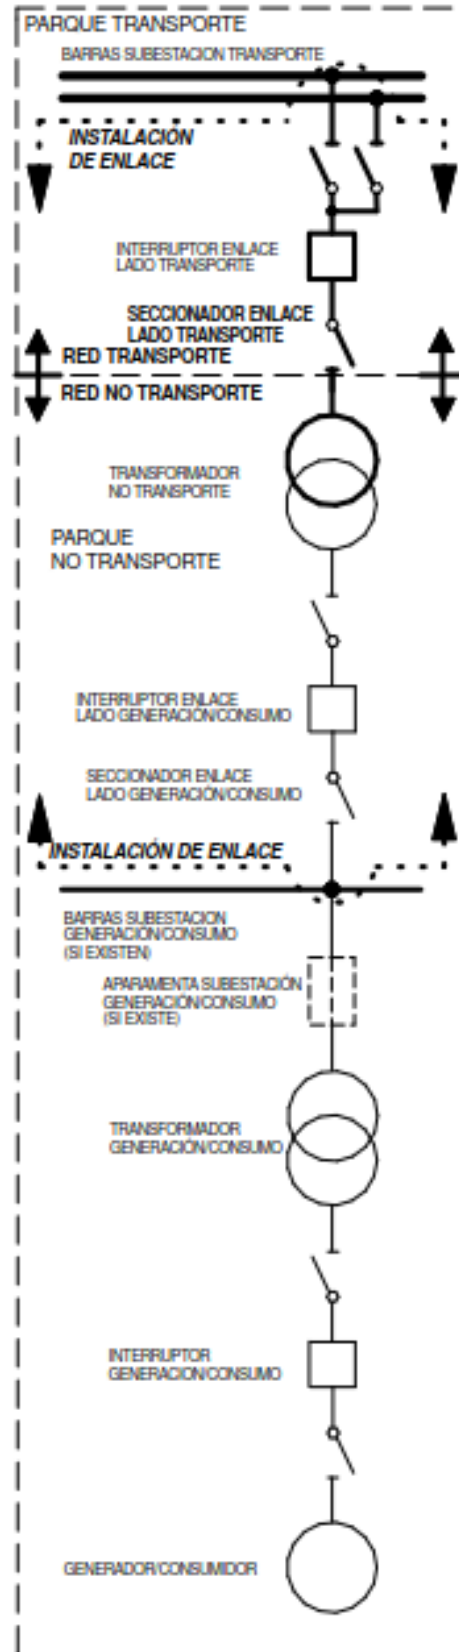 PARQUE TRANSPORTE
BARRAS SUBESTACION TRANSPORTE
INSTALACIÓN
DE ENLACE
INTERRUPTOR ENLACE
LADO TRANSPORTE
SECCIONADOR ENLACE
LADO TRANSPORTE
RED TRANSPORTE
RED NO TRANSPORTE
TRANSFORMADOR
NO TRANSPORTE
PARQUE
NO TRANSPORTE
INTERRUPTOR ENLACE
LADO GENERACIÓN/CONSUMO
SECCIONADOR ENLACE
LADO GENERACIÓN/CONSUMO
INSTALACIÓN DE ENLACE
BARRAS SUBESTACION
GENERACIÓN/CONSUMO
(SI EXISTEN)
APARAMENTA SUBESTACIÓN
GENERACIÓN/CONSUMO
(SI EXISTE)
TRANSFORMADOR
GENERACIÓN/CONSUMO
INTERRUPTOR
GENERACION/CONSUMO
GENERADOR/CONSUMIDOR